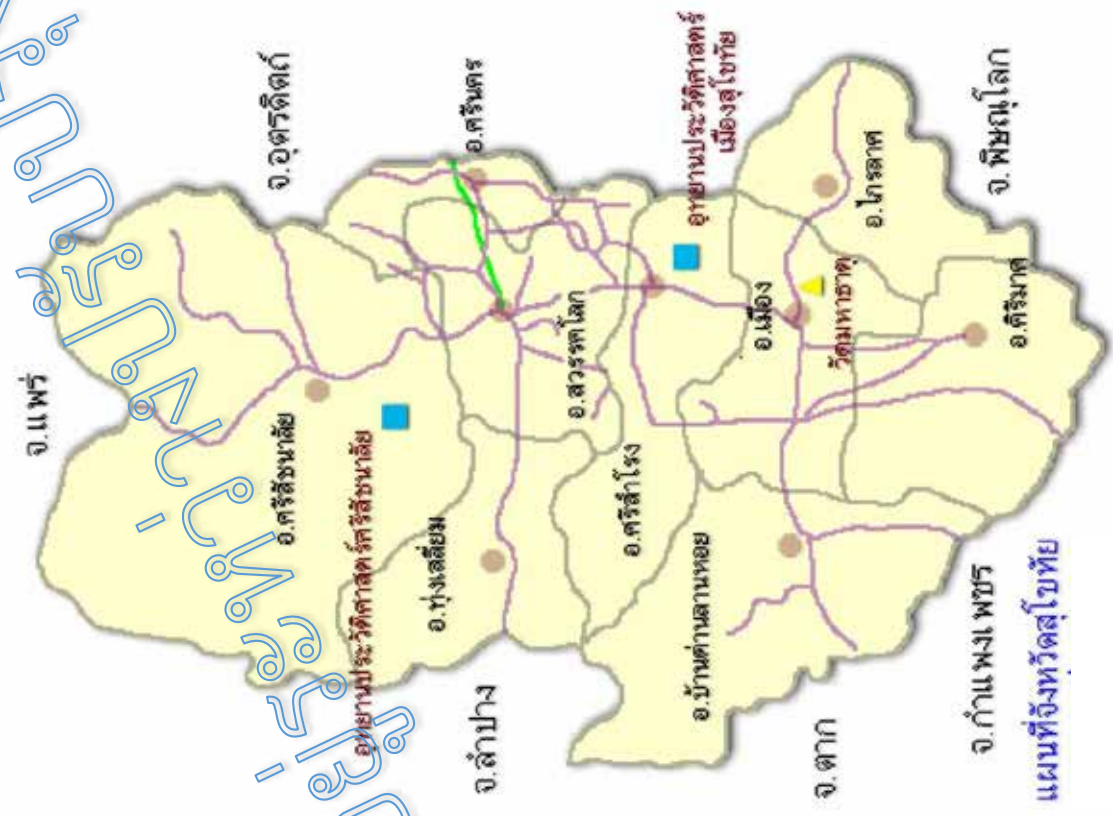 จ.แพร่
จ.อุตรดิตถ์
อ.ศรีนคร
อ.ศรีสัชนาลัย
อุทยานประวัติศาสตร์ศรีสัชนาลัย
อ.ทุ่งเสลี่ยม
จ.ลำปาง
อ.สวรรคโลก
อุทยานประวัติศาสตร์
เมืองสุโขทัย
อ.ศรีสำโรง
อ.บ้านด่านลานหอย
อ.เมือง
วัดมหาธาตุ
อ.กงไกรลาศ
จ.พิษณุโลก
อ.คิริมาศ
จ.ตาก
จ.กำแพงเพชร
แผนที่จังหวัดสุโขทัย